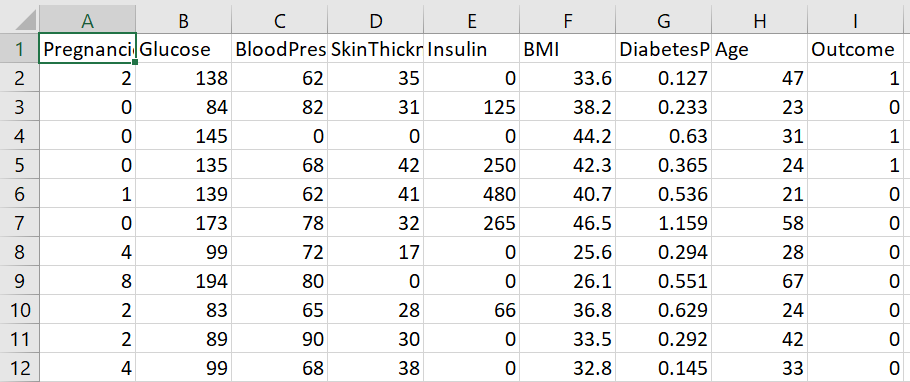 A B C D E F G H I
1 Pregnanci Glucose BloodPres SkinThickn Insulin BMI DiabetesP Age Outcome
2 2 138 62 35 0 33.6 0.127 47 1
3 0 84 82 31 125 38.2 0.233 23 0
4 0 145 0 0 0 44.2 0.63 31 1
5 0 135 68 42 250 42.3 0.365 24 1
6 1 139 62 41 480 40.7 0.536 21 0
7 0 173 78 32 265 46.5 1.159 58 0
8 4 99 72 17 0 25.6 0.294 28 0
9 8 194 80 0 0 26.1 0.551 67 0
10 2 83 65 28 66 36.8 0.629 24 0
11 2 89 90 30 0 33.5 0.292 42 0
12 4 99 68 38 0 32.8 0.145 33 0